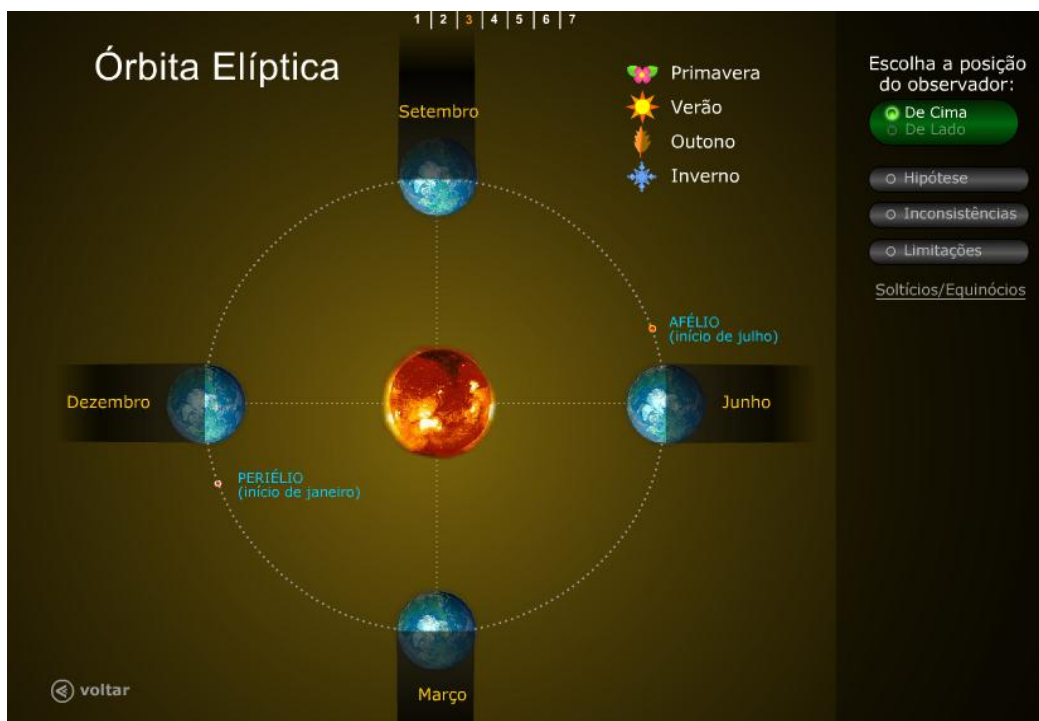 1 | 2 | 3 | 4 | 5 | 6 | 7
Órbita Elíptica
Setembro
Primavera
Verão
Outono
Inverno
Escolha a posição
do observador:
De Cima
De Lado
Hipótese
Inconsistências
Limitações
Soltícios/Equinócios
AFÉLIO
(início de julho)
Dezembro
Junho
PERIÉLIO
(início de janeiro)
Março
voltar